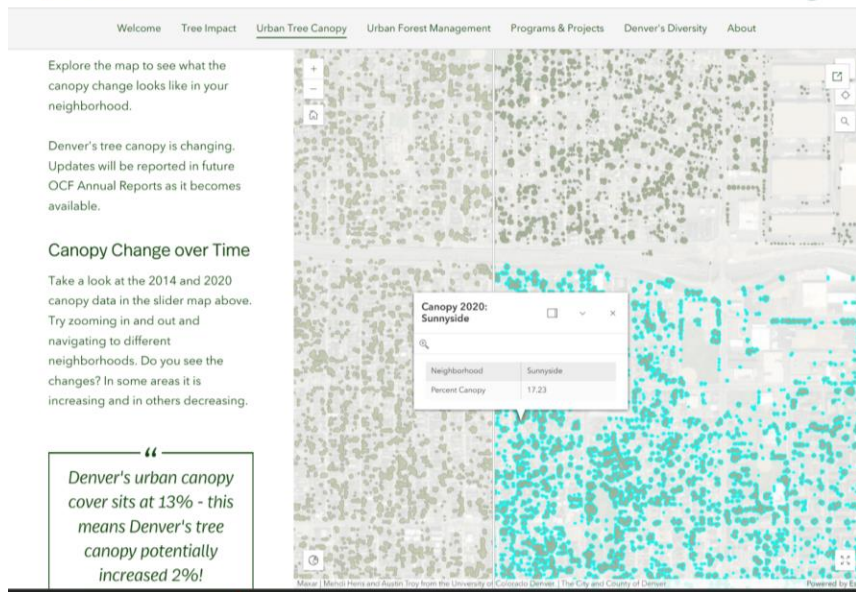 Welcome Tree Impact Urban Tree Canopy Urban Forest Management Programs & Projects Denver's Diversity About
Explore the map to see what the
canopy change looks like in your
neighborhood.
Denver's tree canopy is changing.
Updates will be reported in future
OCF Annual Reports as it becomes
available.
Canopy Change over Time
Take a look at the 2014 and 2020
canopy data in the slider map above.
Try zooming in and out and
navigating to different
neighborhoods. Do you see the
changes? In some areas it is
increasing and in others decreasing.
“
Denver's urban canopy
cover sits at 13% - this
means Denver's tree
canopy potentially
increased 2%!
Canopy 2020:
Sunnyside
Neighborhood Sunnyside
Percent Canopy 17.23
Maxar | Mehdi Heris and Austin Troy from the University of Colorado Denver | The City and County of Denver
Powered by Es